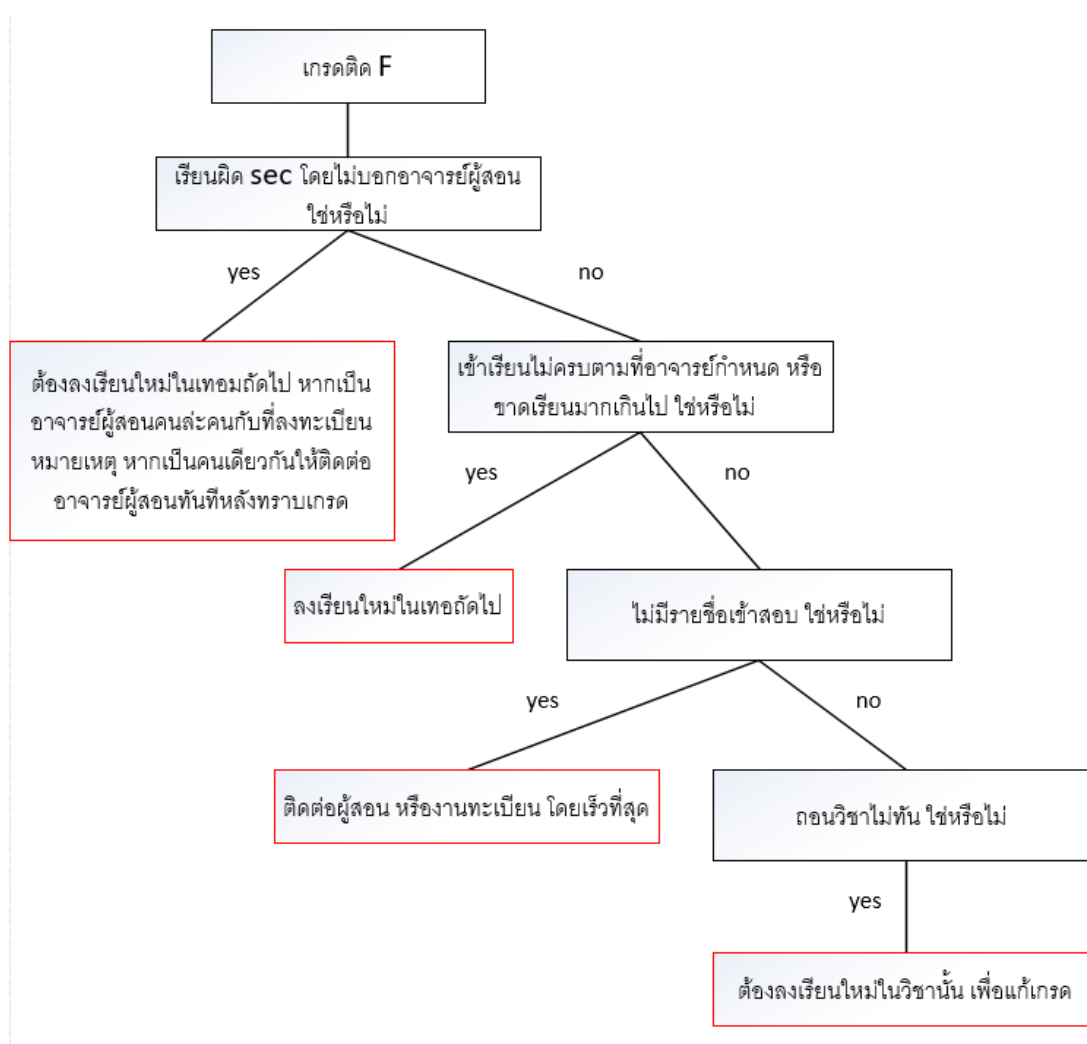 เกรดติด F
เรียนผิด sec โดยไม่บอกอาจารย์ผู้สอน
ใช่หรือไม่
yes
no
ต้องลงเรียนใหม่ในเทอมถัดไป หากเป็น
อาจารย์ผู้สอนคนล่ะคนกับที่ลงทะเบียน
หมายเหตุ หากเป็นคนเดียวกันให้ติดต่อ
อาจารย์ผู้สอนทันทีหลังทราบเกรด
เข้าเรียนไม่ครบตามที่อาจารย์กำหนด หรือ
ขาดเรียนมากเกินไป ใช่หรือไม่
yes
no
ลงเรียนใหม่ในเทอถัดไป
ไม่มีรายชื่อเข้าสอบ ใช่หรือไม่
yes
no
ติดต่อผู้สอน หรืองานทะเบียน โดยเร็วที่สุด
ถอนวิชาไม่ทัน ใช่หรือไม่
yes
ต้องลงเรียนใหม่ในวิชานั้น เพื่อแก้เกรด